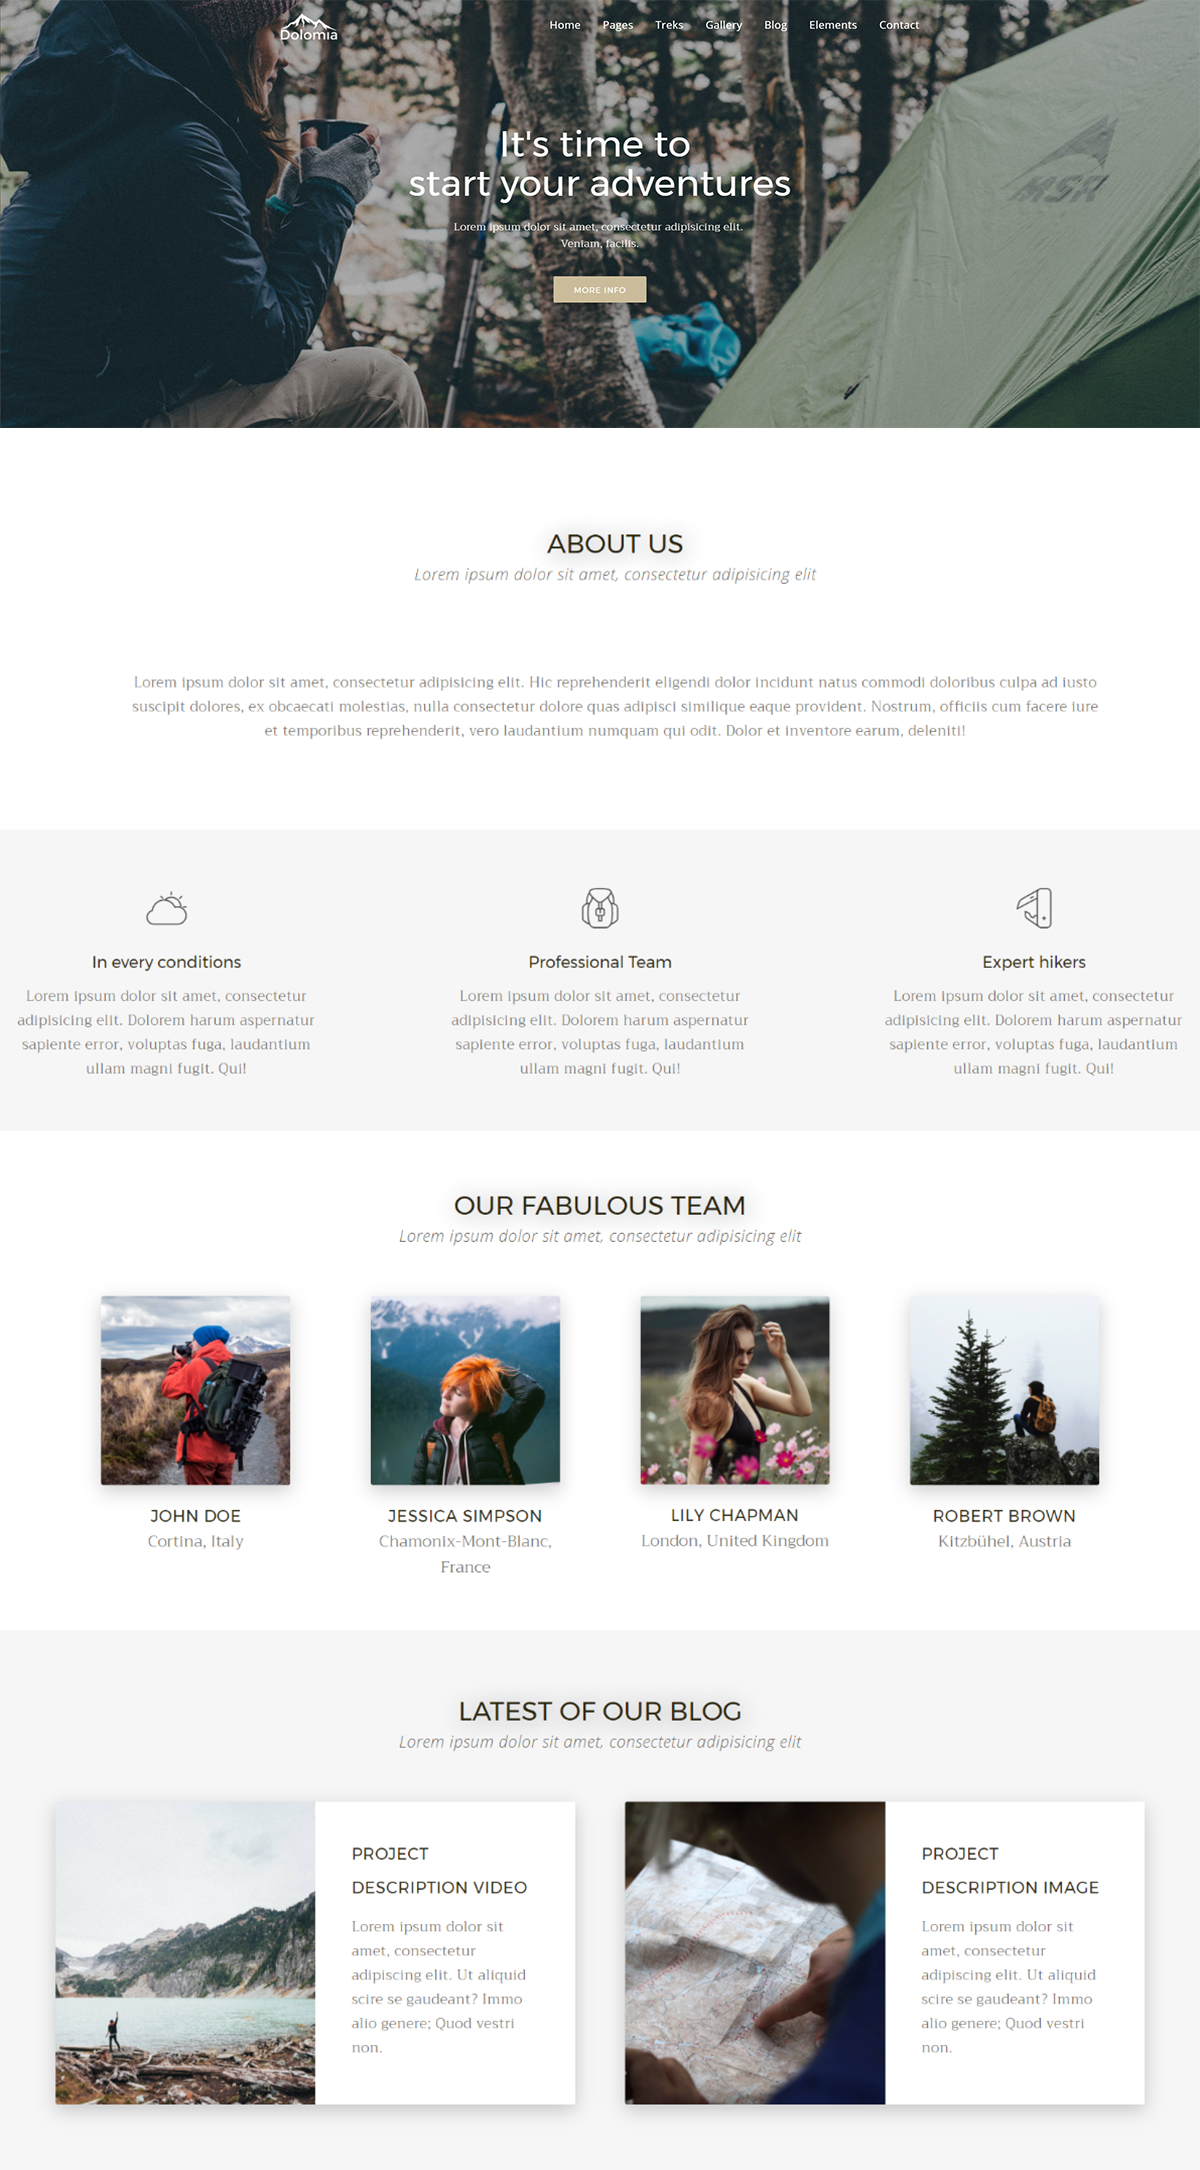 Dolomia
Home Pages Treks Gallery Blog Elements Contact
It's time to
start your adventures
MSR
Lorem ipsum dolor sit amet, consectetur adipisicing elit.
Veniam, facilis.
MORE INFO
ABOUT US
Lorem ipsum dolor sit amet, consectetur adipisicing elit
Lorem ipsum dolor sit amet, consectetur adipisicing elit. Hic reprehenderit eligendi dolor incidunt natus commodi doloribus culpa ad iusto
suscipit dolores, ex obcaecati molestias, nulla consectetur dolore quas adipisci similique eaque provident. Nostrum, officiis cum facere iure
et temporibus reprehenderit, vero laudantium numquam qui odit. Dolor et inventore earum, deleniti!
In every conditions
Lorem ipsum dolor sit amet, consectetur
adipisicing elit. Dolorem harum aspernatur
sapiente error, voluptas fuga, laudantium
ullam magni fugit. Qui!
Professional Team
Lorem ipsum dolor sit amet, consectetur
adipisicing elit. Dolorem harum aspernatur
sapiente error, voluptas fuga, laudantium
ullam magni fugit. Qui!
Expert hikers
Lorem ipsum dolor sit amet, consectetur
adipisicing elit. Dolorem harum aspernatur
sapiente error, voluptas fuga, laudantium
ullam magni fugit. Qui!
OUR FABULOUS TEAM
Lorem ipsum dolor sit amet, consectetur adipisicing elit
JOHN DOE
Cortina, Italy
JESSICA SIMPSON
Chamonix-Mont-Blanc,
France
LILY CHAPMAN
London, United Kingdom
ROBERT BROWN
Kitzbühel, Austria
LATEST OF OUR BLOG
Lorem ipsum dolor sit amet, consectetur adipisicing elit
PROJECT
DESCRIPTION VIDEO
Lorem ipsum dolor sit
amet, consectetur
adipiscing elit. Ut aliquid
scire se gaudeant? Immo
alio genere; Quod vestri
non.
PROJECT
DESCRIPTION IMAGE
Lorem ipsum dolor sit
amet, consectetur
adipiscing elit. Ut aliquid
scire se gaudeant? Immo
alio genere; Quod vestri
non.